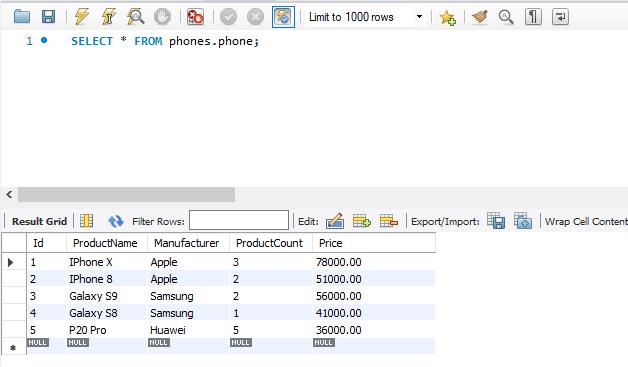 Limit to 1000 rows
1 SELECT * FROM phones.phone;
Result Grid Filter Rows: Edit: Export/Import: Wrap Cell Content
Id ProductName Manufacturer ProductCount Price
1 IPhone X Apple 3 78000.00
2 IPhone 8 Apple 2 51000.00
3 Galaxy S9 Samsung 2 56000.00
4 Galaxy S8 Samsung 1 41000.00
5 P20 Pro Huawei 5 36000.00
NULL NULL NULL NULL NULL